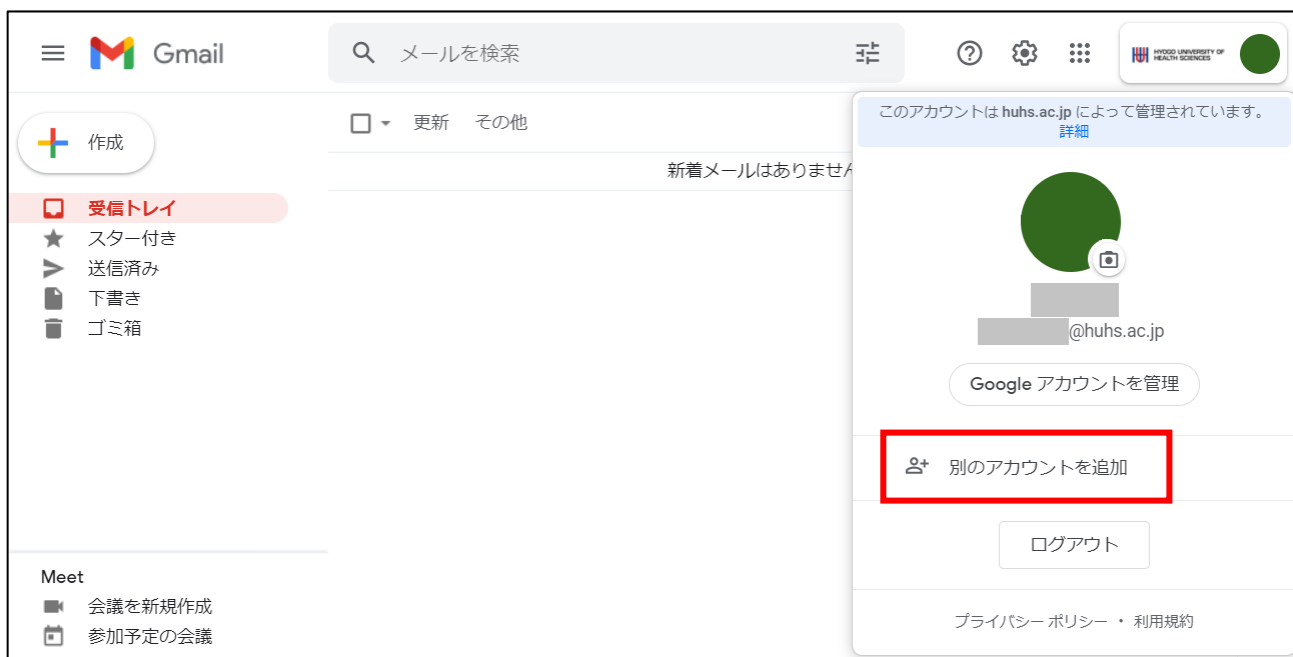 Gmail
メールを検索
HYOGO UNIVERSITY OF
HEALTH SCIENCES
作成
受信トレイ
スター付き
送信済み
下書き
ゴミ箱
Meet
会議を新規作成
参加予定の会議
更新 その他
新着メールはありません
このアカウントは huhs.ac.jp によって管理されています。
詳細
@huhs.ac.jp
Google アカウントを管理
別のアカウントを追加
ログアウト
プライバシー ポリシー ・ 利用規約